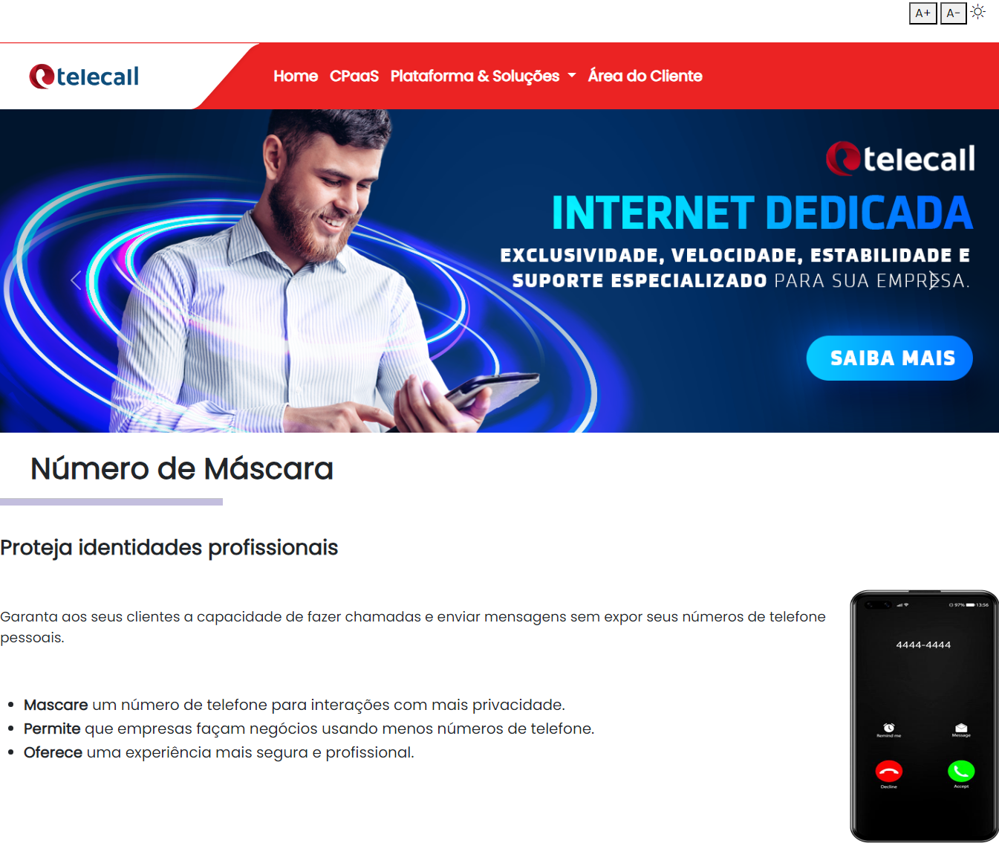 A+ A-
telecall
Home CPaaS Plataforma & Soluções Área do Cliente
telecall
INTERNET DEDICADA
EXCLUSIVIDADE, VELOCIDADE, ESTABILIDADE E
SUPORTE ESPECIALIZADO PARA SUA EMPRESA.
SAIBA MAIS
Número de Máscara
Proteja identidades profissionais
Garanta aos seus clientes a capacidade de fazer chamadas e enviar mensagens sem expor seus números de telefone
pessoais.
Mascare um número de telefone para interações com mais privacidade.
Permite que empresas façam negócios usando menos números de telefone.
Oferece uma experiência mais segura e profissional.
97% 13:56
4444-4444
Remind me Message
Decline Accept